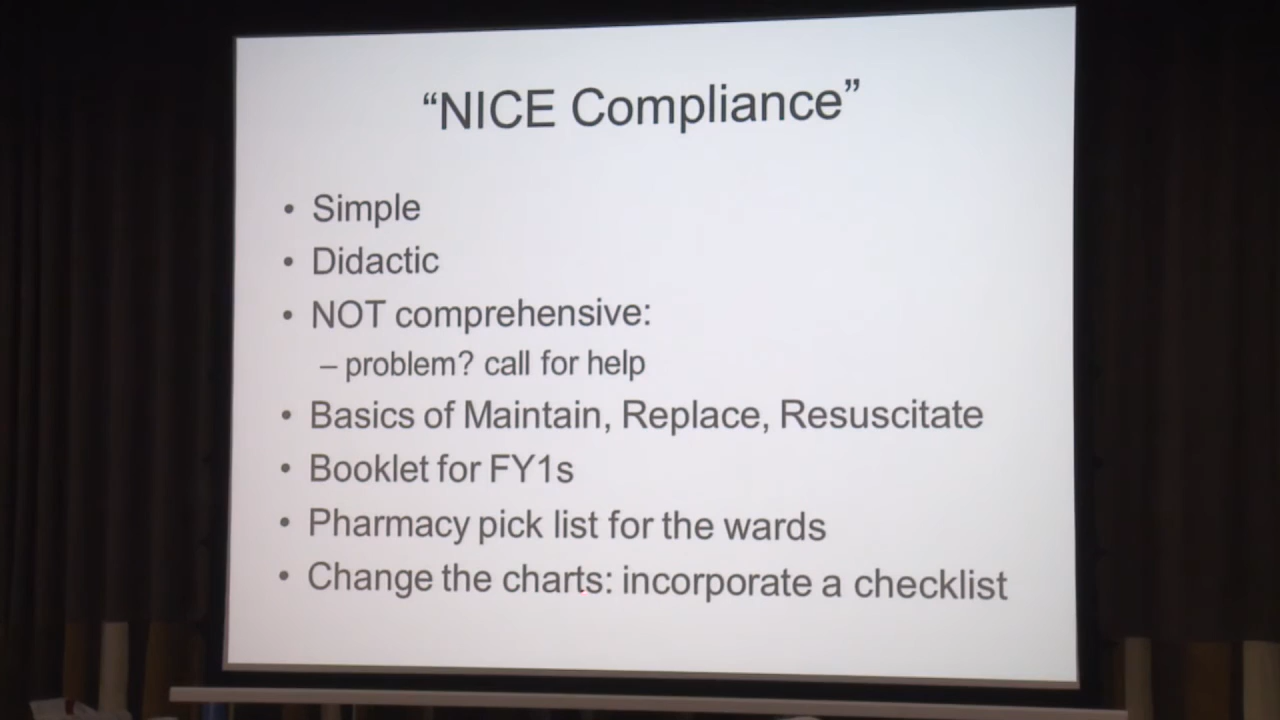 “NICE Compliance”
• Simple
• Didactic
• NOT comprehensive:
– problem? call for help
• Basics of Maintain, Replace, Resuscitate
• Booklet for FY1s
• Pharmacy pick list for the wards
• Change the charts: incorporate a checklist